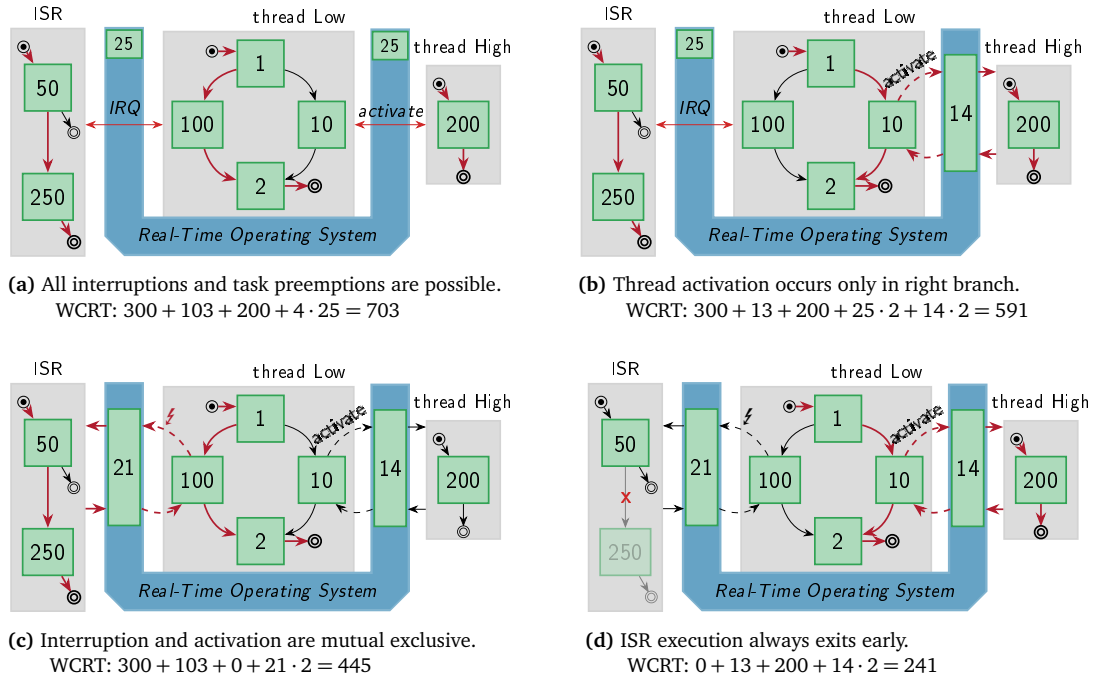 ISR
thread Low
25
25
thread High
50
1
IRQ
100
10
activate
200
250
2
Real-Time Operating System
(a) All interruptions and task preemptions are possible.
WCRT: 300 + 103 + 200 + 4 · 25 = 703
ISR
thread Low
25
thread High
50
1
activate
IRQ
100
10
14
200
250
2
Real-Time Operating System
(b) Thread activation occurs only in right branch.
WCRT: 300 + 13 + 200 + 25 · 2 + 14 · 2 = 591
ISR
thread Low
thread High
50
1
activate
21
100
10
14
200
250
2
Real-Time Operating System
(c) Interruption and activation are mutual exclusive.
WCRT: 300 + 103 + 0 + 21 · 2 = 445
ISR
thread Low
thread High
50
1
activate
21
100
10
14
200
X
250
2
Real-Time Operating System
(d) ISR execution always exits early.
WCRT: 0 + 13 + 200 + 14 · 2 = 241